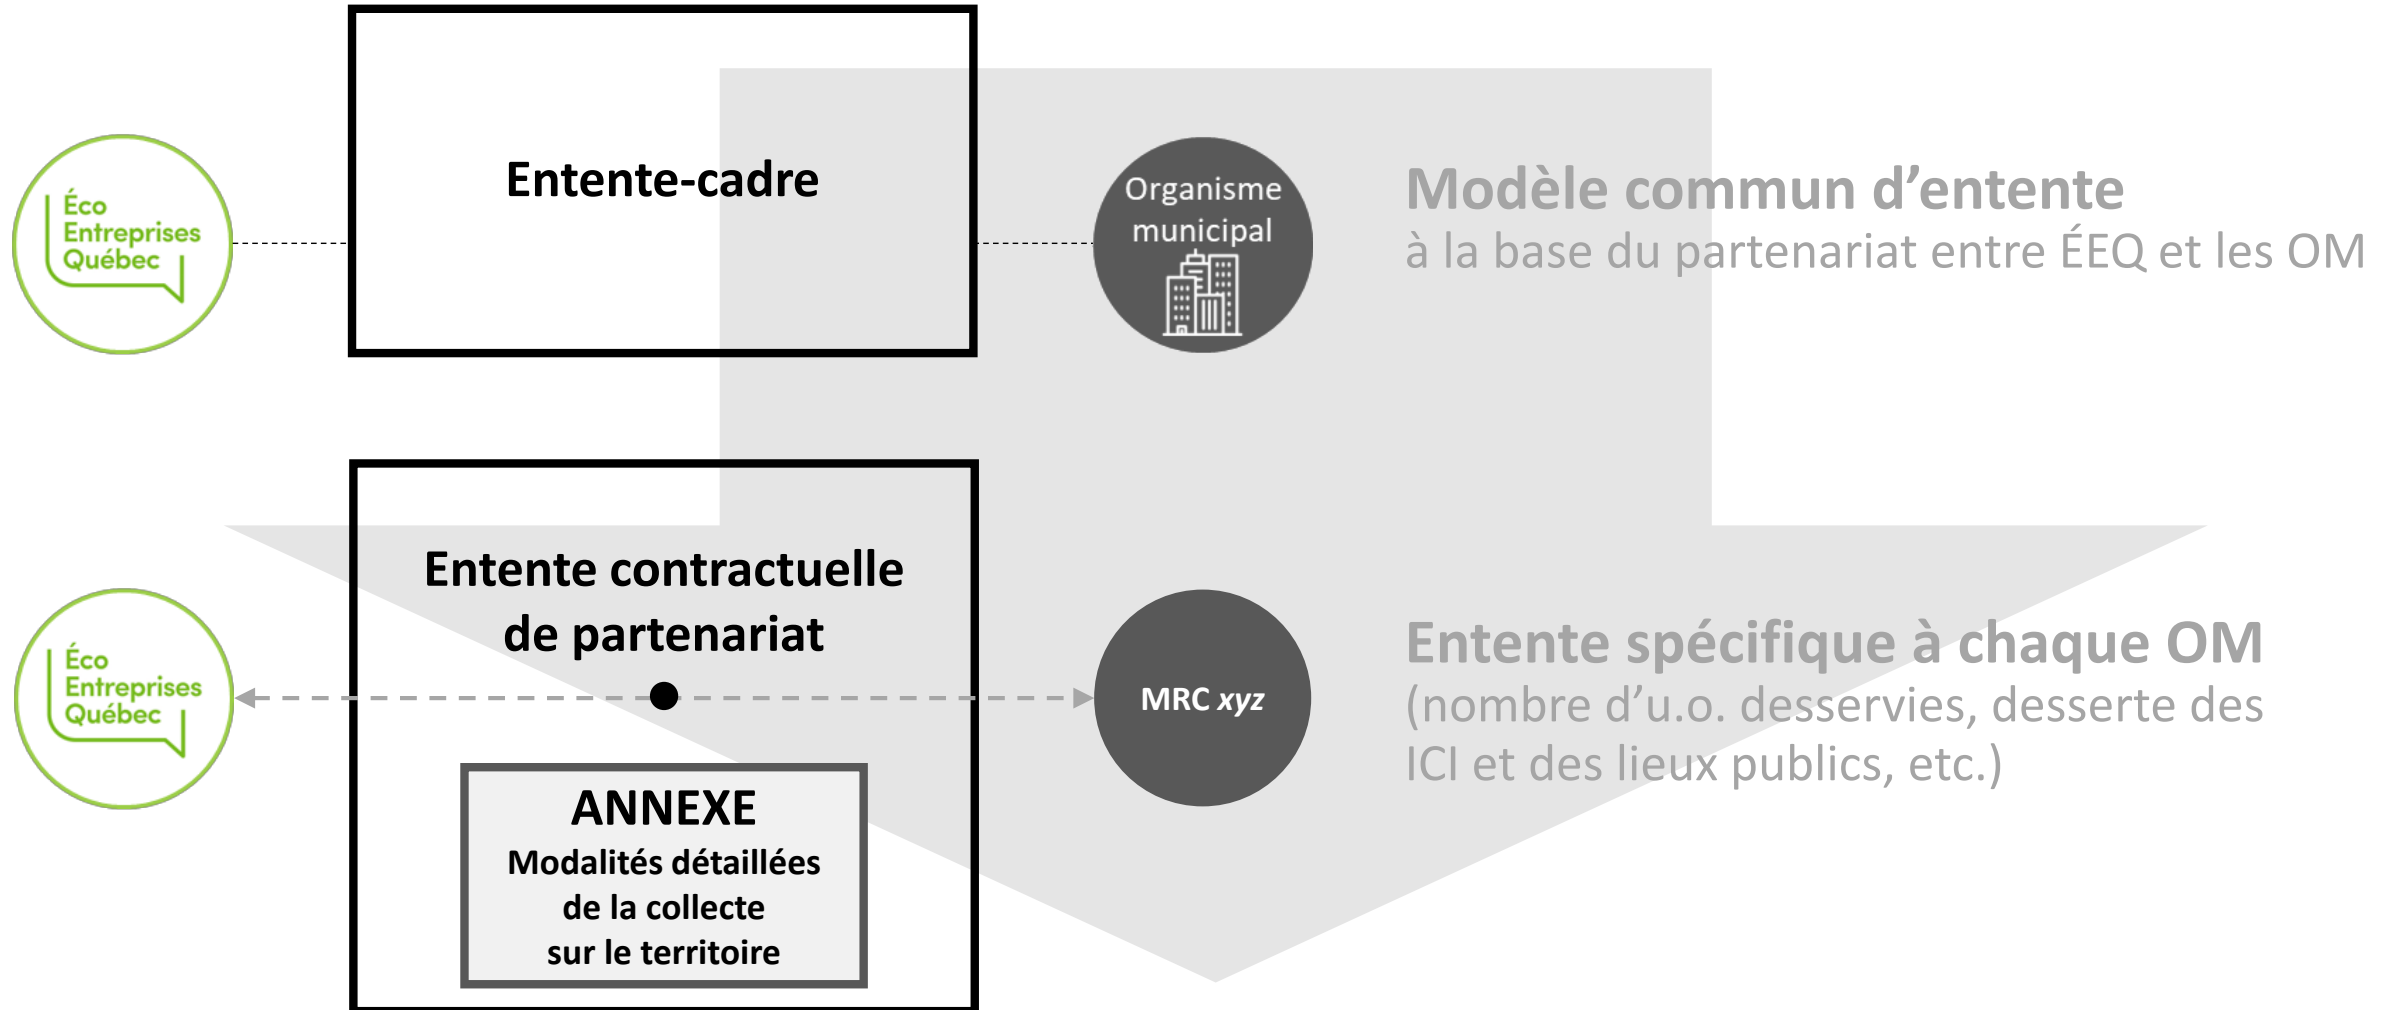 Entente-cadre
Éco
Entreprises
Québec
Organisme
municipal
Modèle commun d’entente
à la base du partenariat entre ÉEQ et les OM
Entente contractuelle
de partenariat
Éco
Entreprises
Québec
MRC xyz
Entente spécifique à chaque OM
(nombre d’u.o. desservies, desserte des
ICI et des lieux publics, etc.)
ANNEXE
Modalités détaillées
de la collecte
sur le territoire